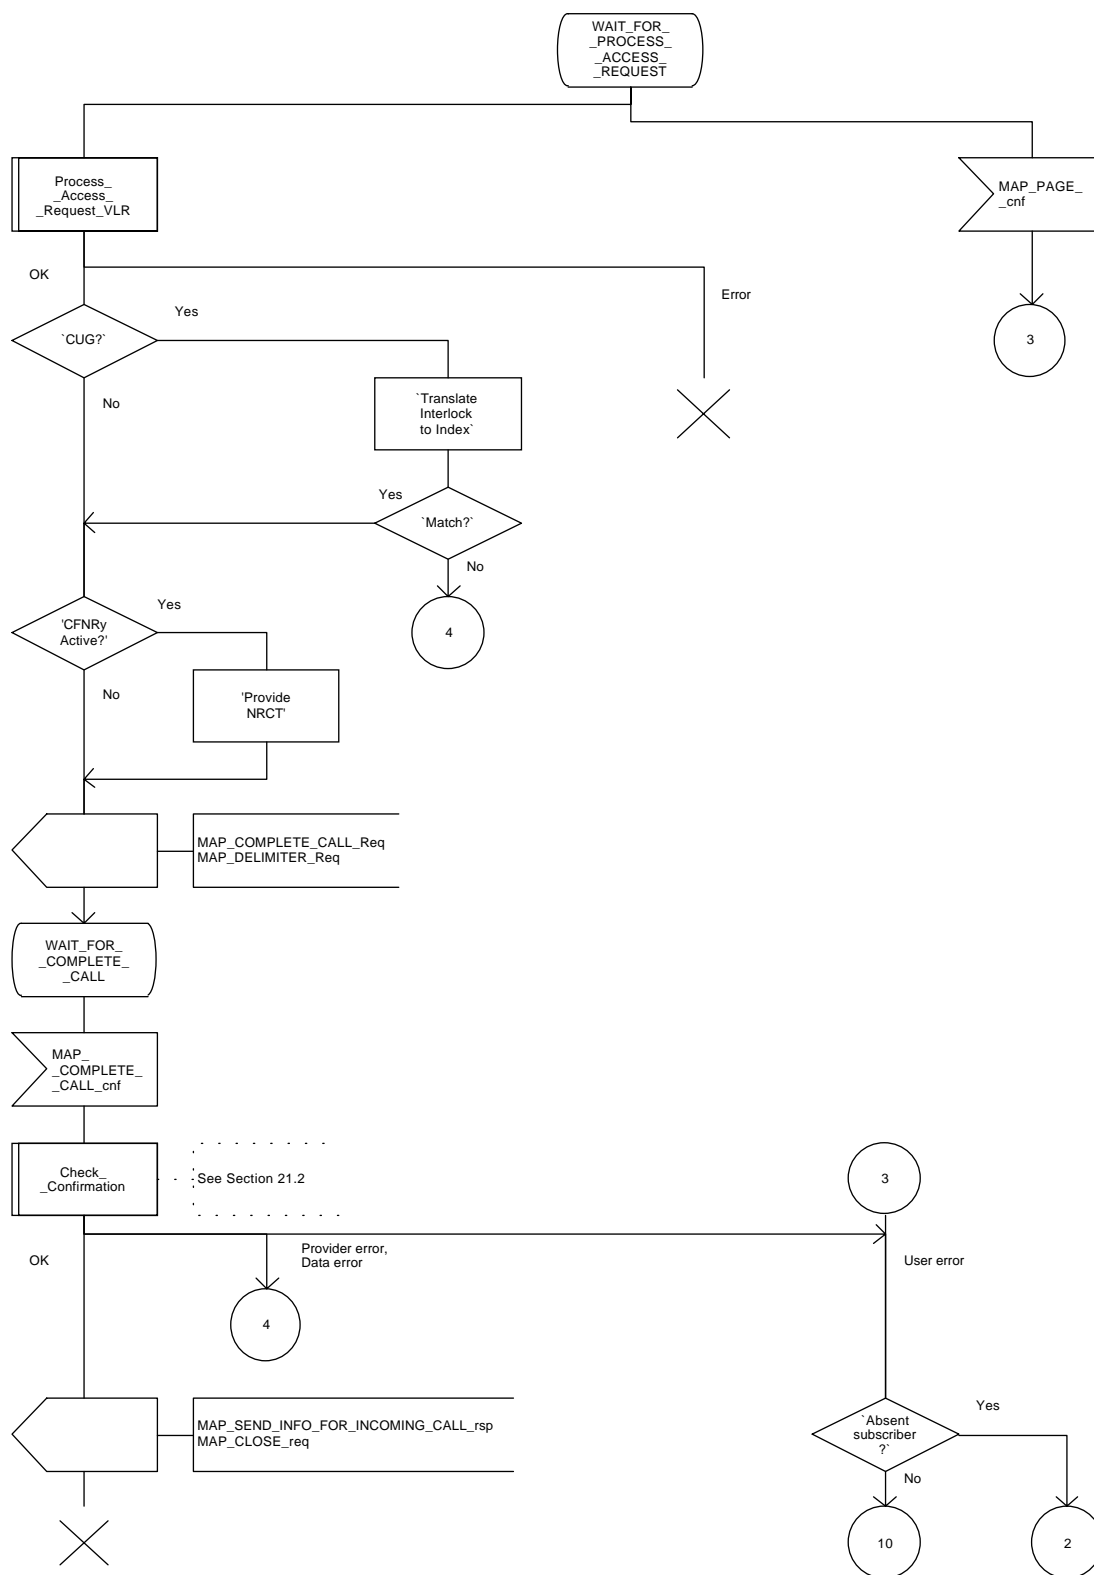 WAIT_FOR_
_PROCESS_
_ACCESS_
_REQUEST
Process_
_Access_
_Request_VLR
MAP_PAGE_
_cnf
OK
Error
Yes
`CUG?`
3
No
`Translate
Interlock
to Index`
Yes
`Match?`
No
Yes
'CFNRy
Active?'
4
No
'Provide
NRCT'
MAP_COMPLETE_CALL_Req
MAP_DELIMITER_Req
WAIT_FOR_
_COMPLETE_
_CALL
MAP_
_COMPLETE_
_CALL_cnf
Check_
_Confirmation
See Section 21.2
3
OK
Provider error,
Data error
User error
4
MAP_SEND_INFO_FOR_INCOMING_CALL_rsp
MAP_CLOSE_req
`Absent
subscriber
?`
Yes
No
10
2